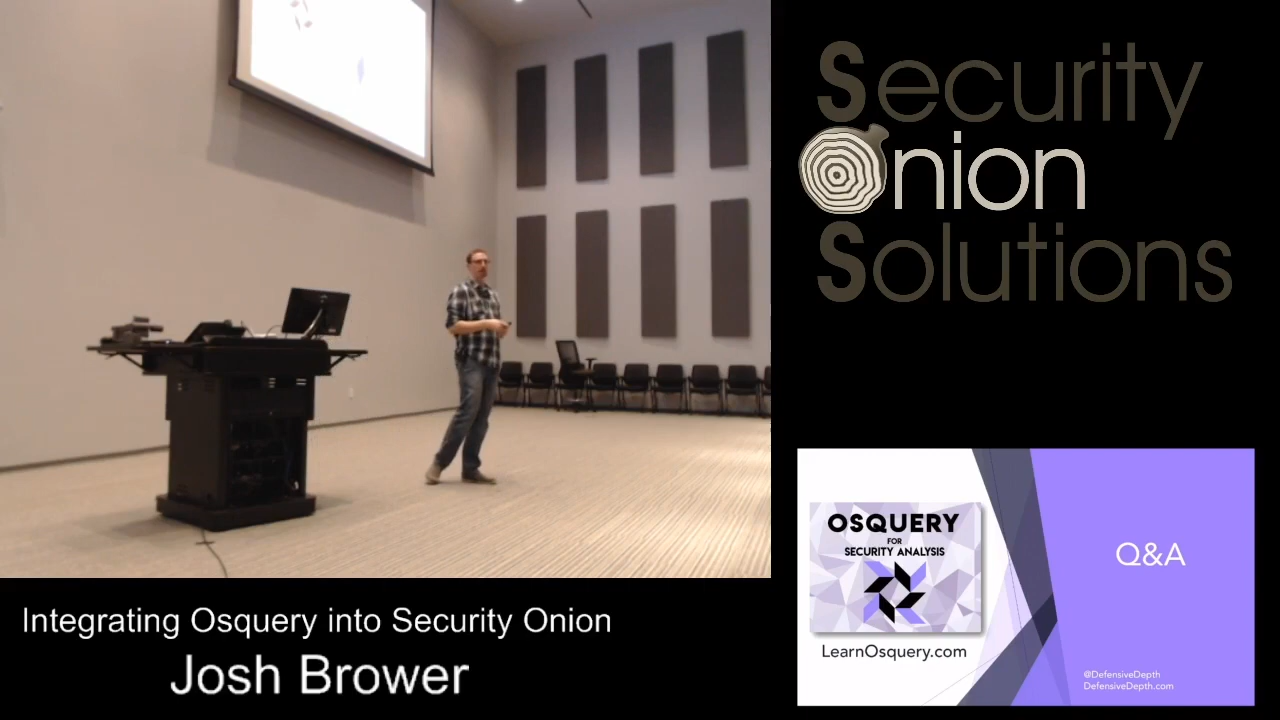 Security
Onion
Solutions
OSQUERY
FOR
SECURITY ANALYSIS
LearnOsquery.com
Q&A
@DefensiveDepth
DefensiveDepth.com
Integrating Osquery into Security Onion
Josh Brower